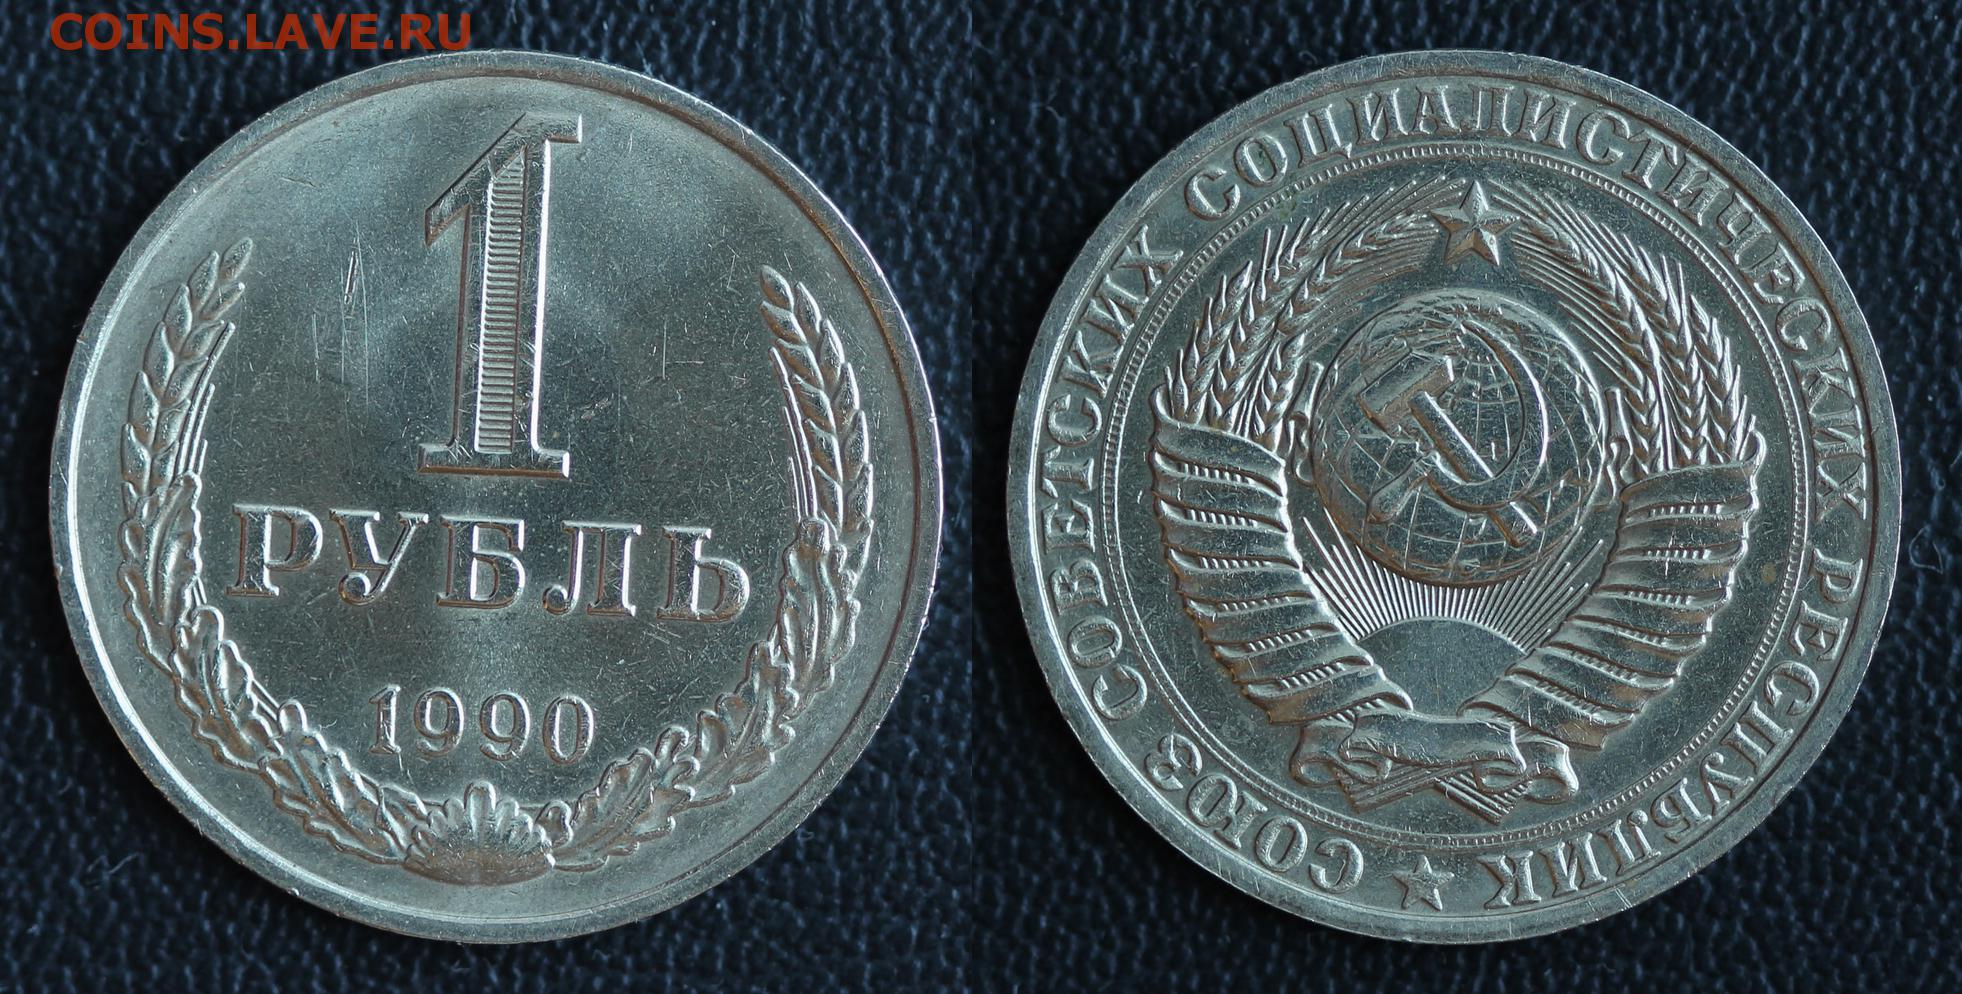 COINS.LAVE.RU
1
РУБЛЬ
1990
СОЮЗ СОВЕТСКИХ СОЦИАЛИСТИЧЕСКИХ РЕСПУБЛИК